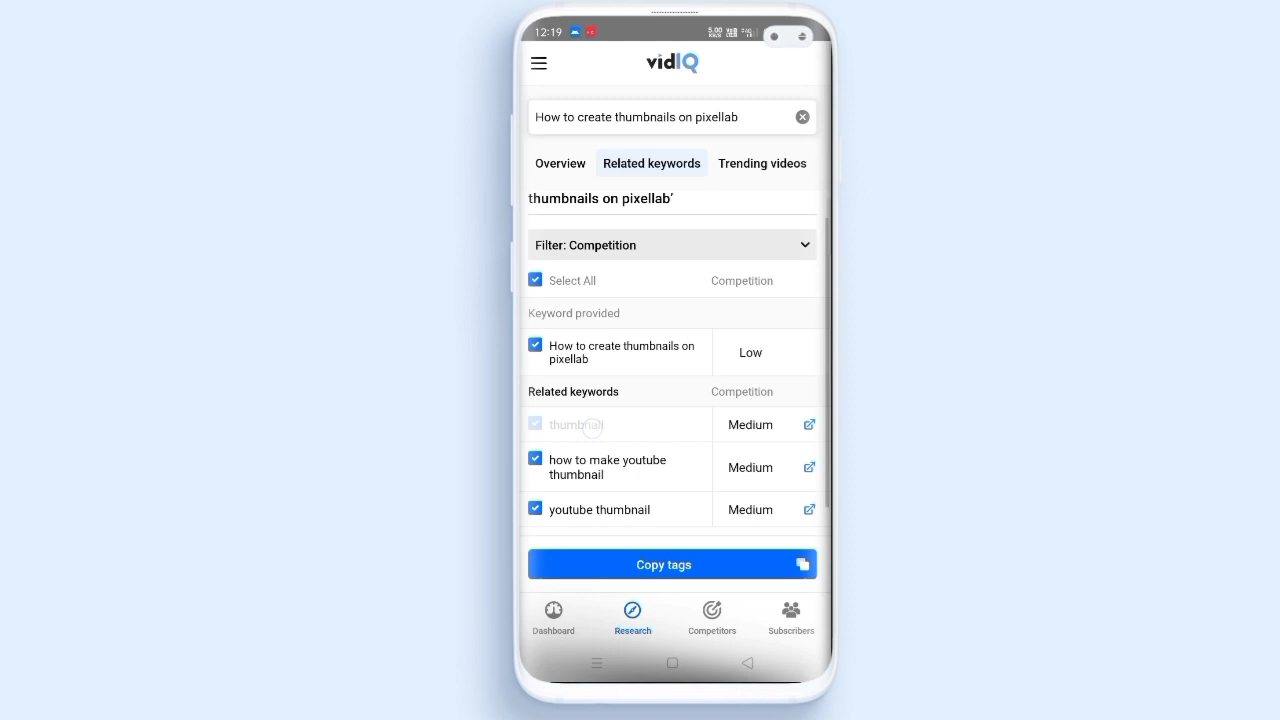 12:19
vidIQ
How to create thumbnails on pixellab
Overview Related keywords Trending videos
thumbnails on pixellab’
Filter: Competition
Select All Competition
Keyword provided
How to create thumbnails on
pixellab
Low
Related keywords Competition
thumbnail Medium
how to make youtube
thumbnail
Medium
youtube thumbnail Medium
Copy tags
Dashboard Research Competitors Subscribers